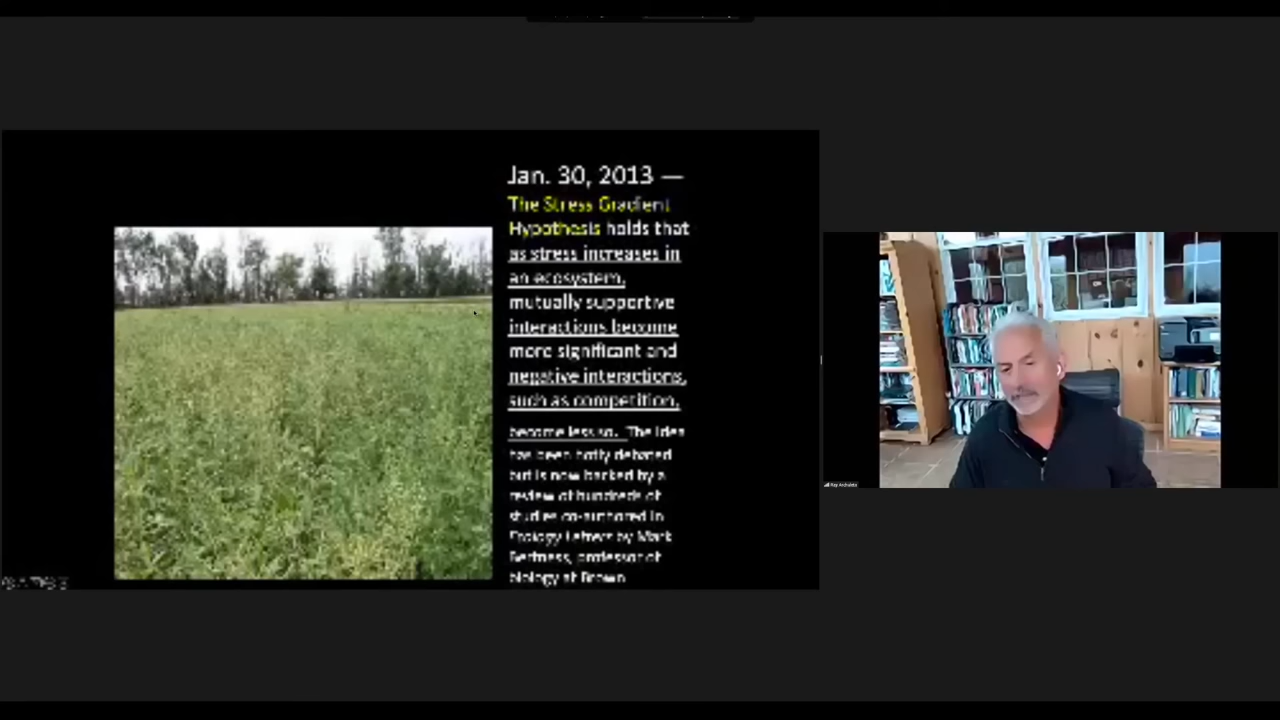 Jan. 30, 2013 —
The Stress Gradient
Hypothesis holds that
as stress increases in
an ecosystem,
mutually supportive
interactions become
more significant and
negative interactions,
such as competition,
become less so. The idea
has been hotly debated
but is now backed by a
review of hundreds of
studies co-authored in
Ecology Letters by Mark
Bertness, professor of
biology at Brown
Ray Archuleta